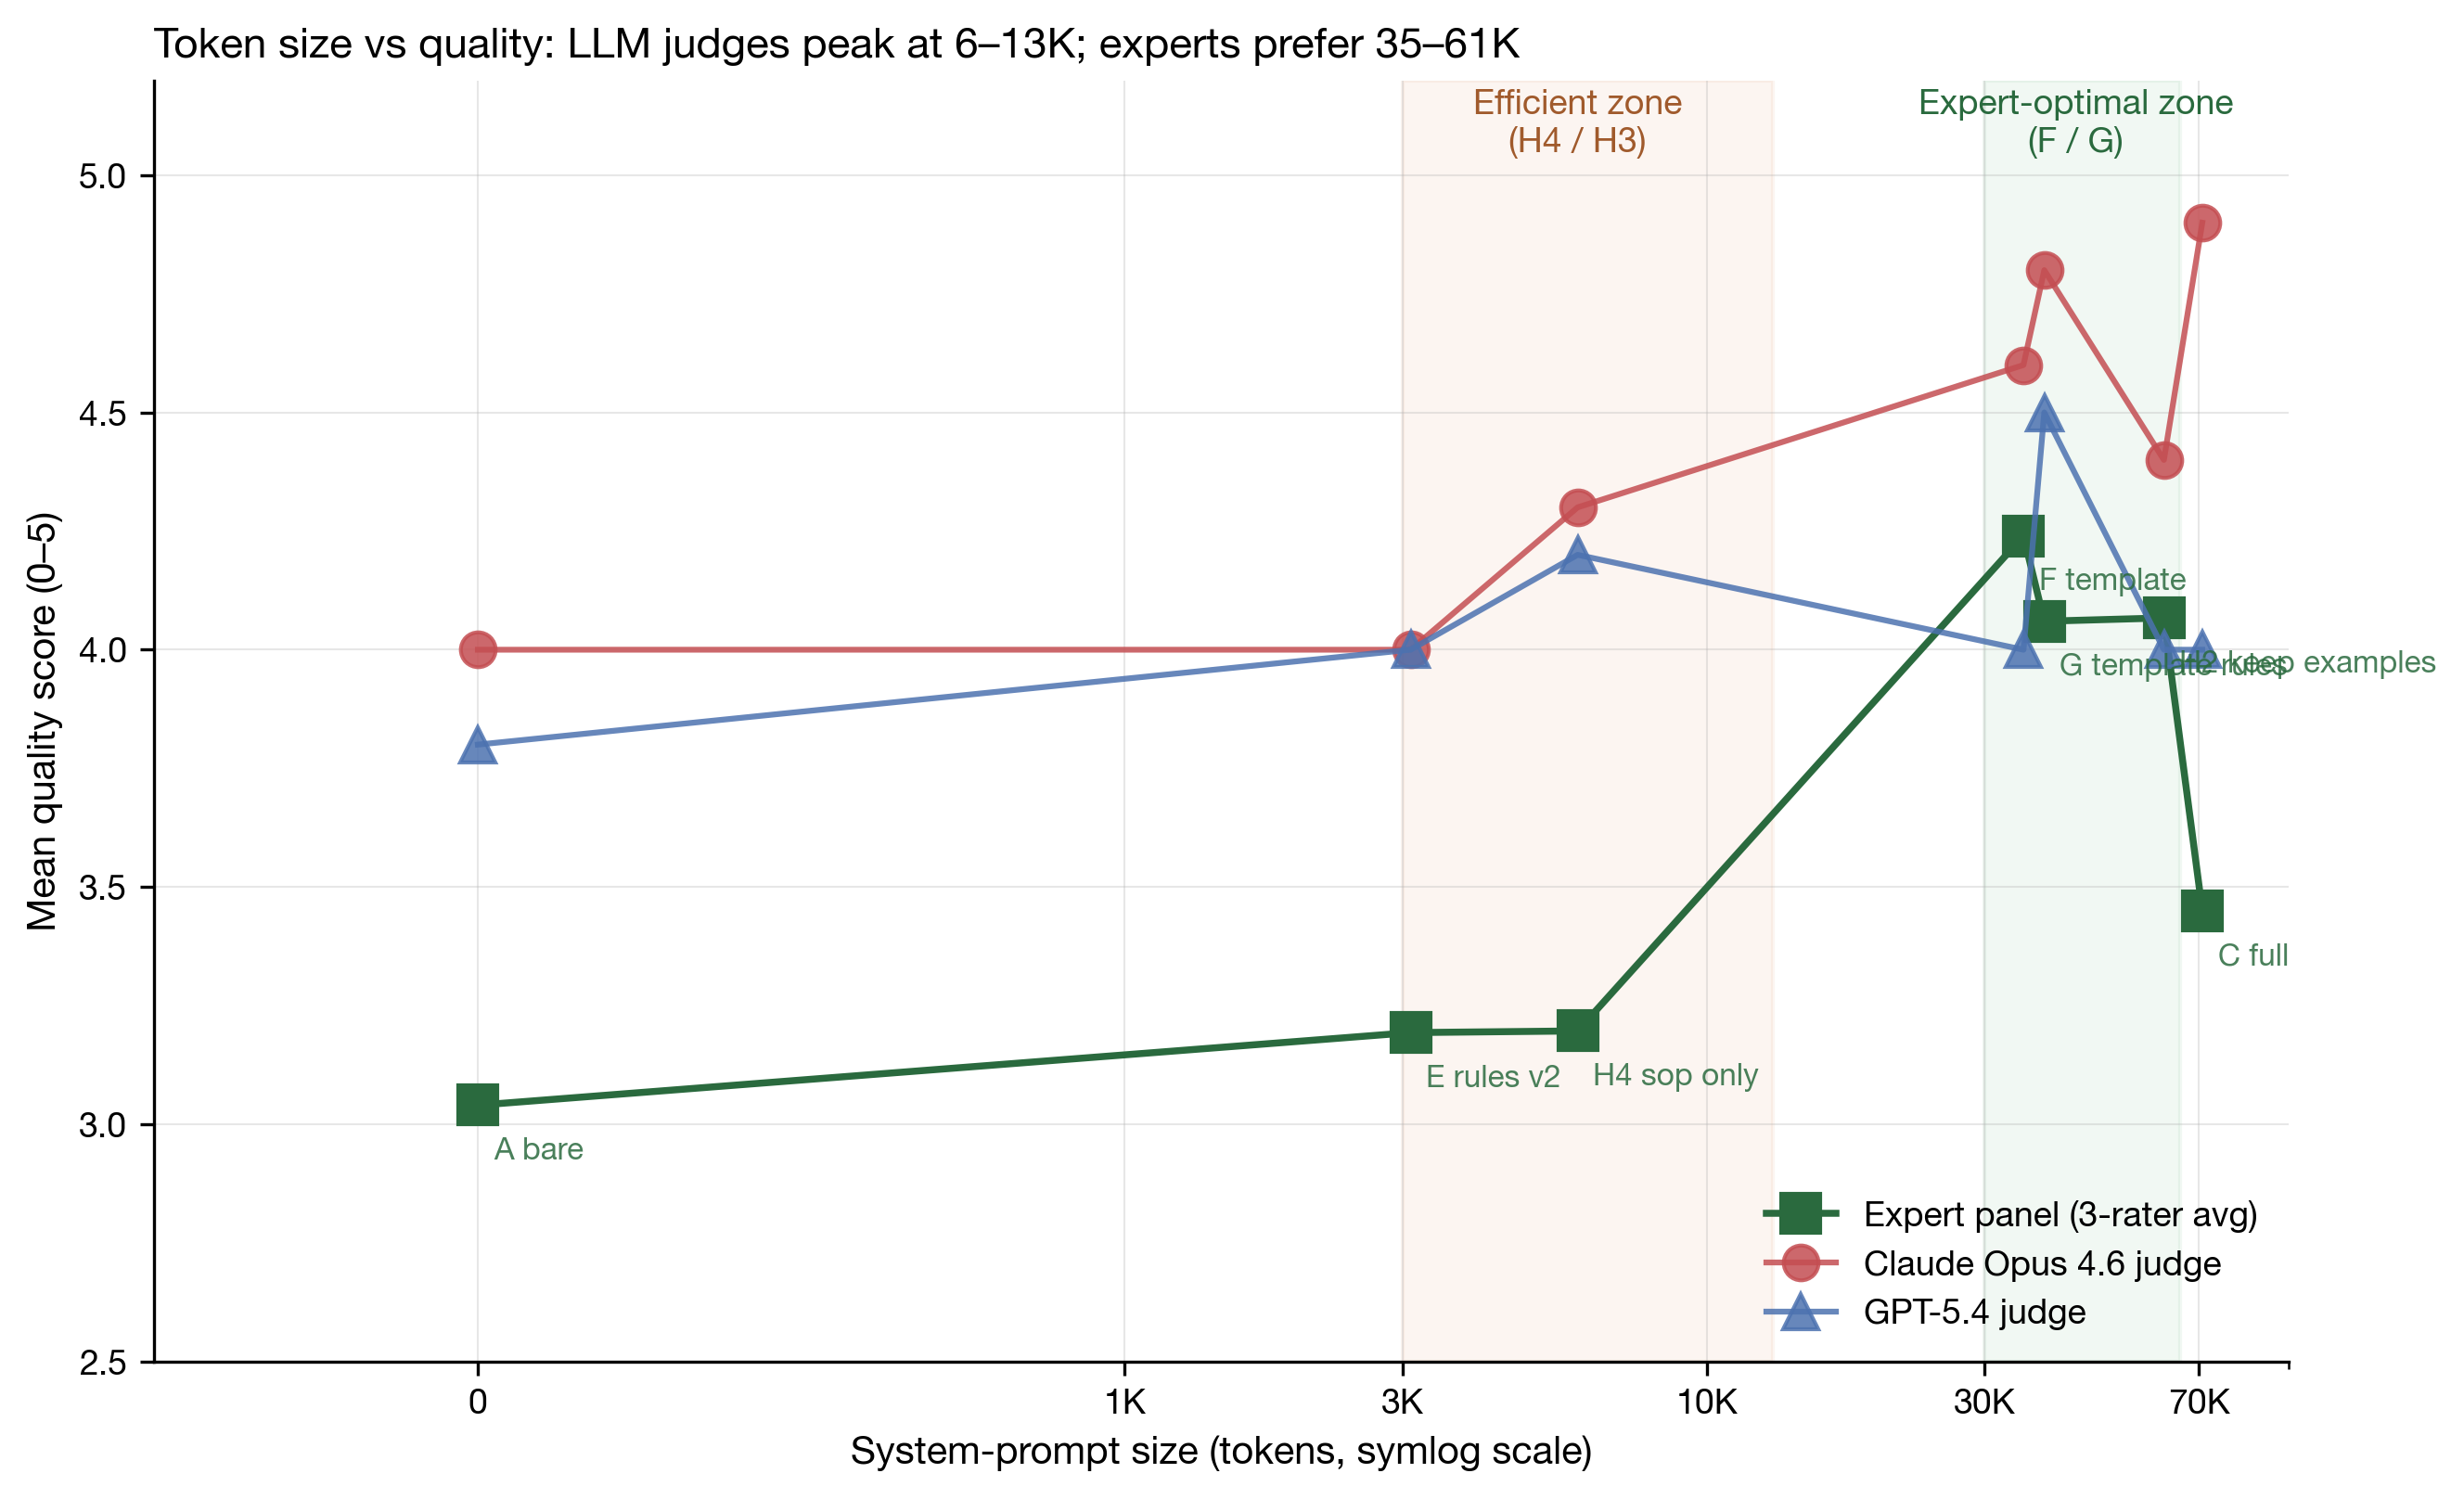 Token size vs quality: LLM judges peak at 6–13K; experts prefer 35–61K
Efficient zone
(H4 / H3)
Expert-optimal zone
(F / G)
Mean quality score (0–5)
5.0
4.5
4.0
3.5
3.0
2.5
F template
G template rules
H2 keep examples
C full
E rules v2
H4 sop only
A bare
Expert panel (3-rater avg)
Claude Opus 4.6 judge
GPT-5.4 judge
0
1K
3K
10K
30K
70K
System-prompt size (tokens, symlog scale)